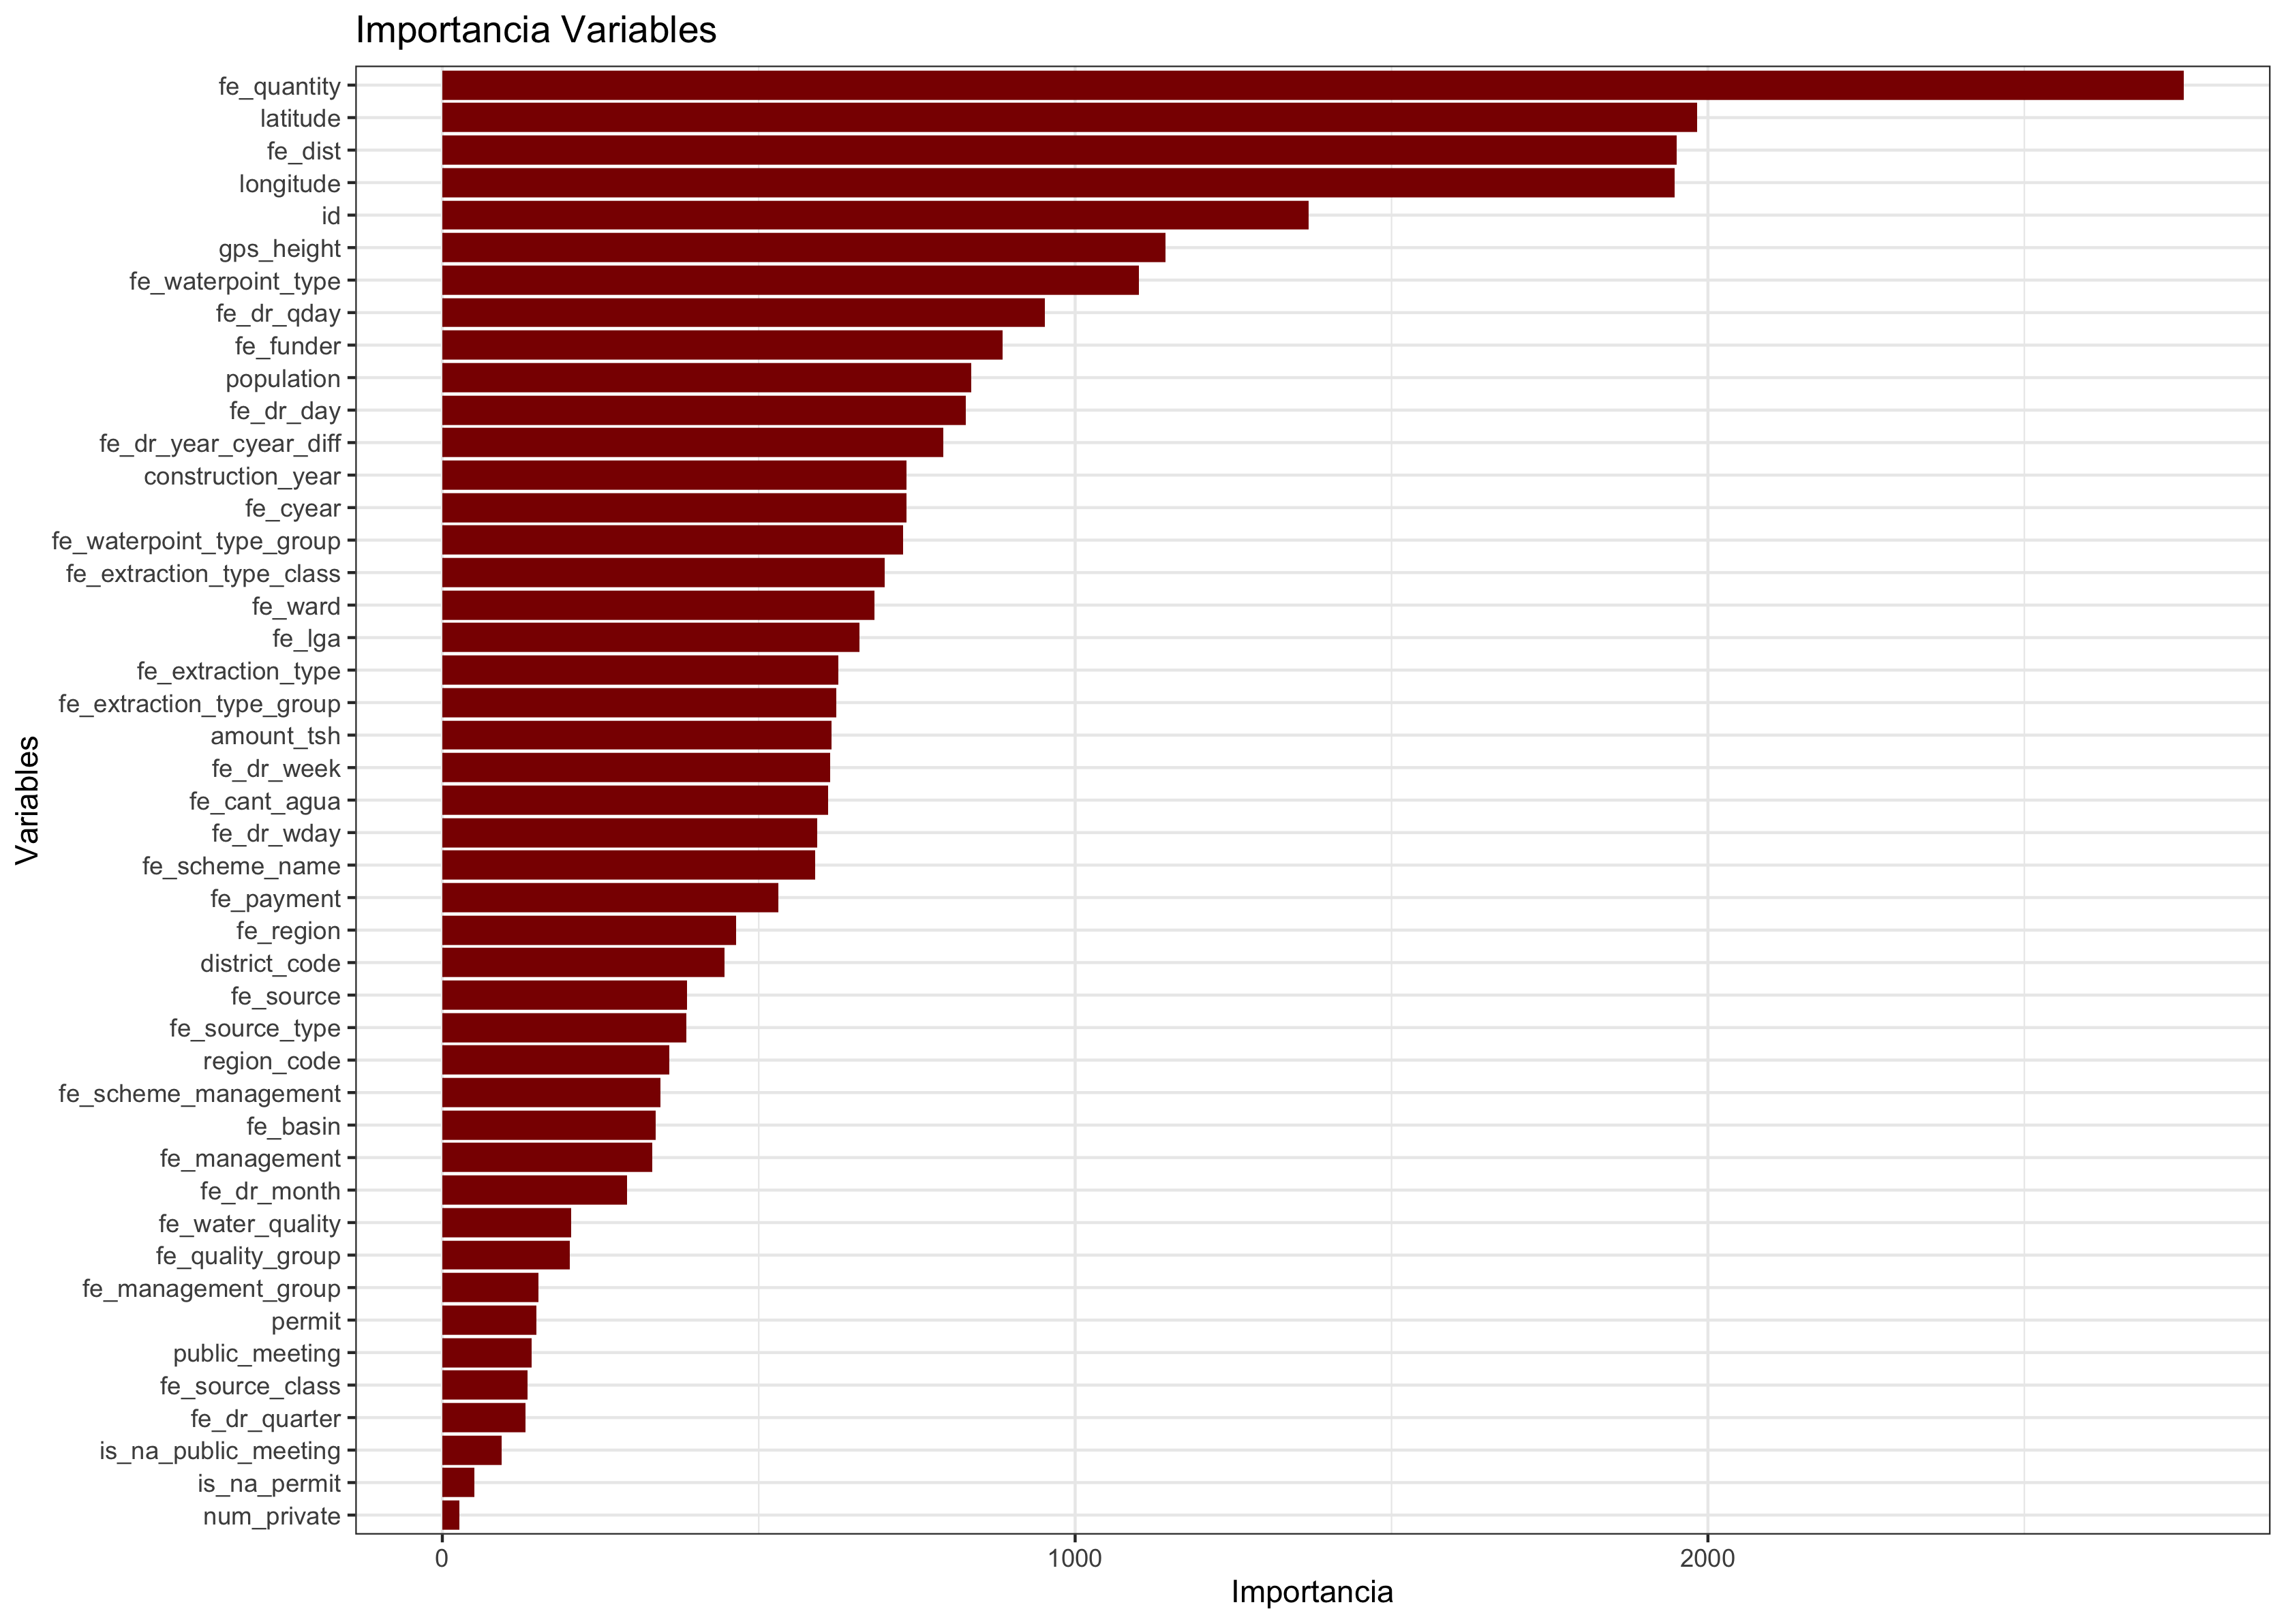 Importancia Variables
fe_quantity
latitude
fe_dist
longitude
id
gps_height
fe_waterpoint_type
fe_dr_qday
fe_funder
population
fe_dr_day
fe_dr_year_cyear_diff
construction_year
fe_cyear
fe_waterpoint_type_group
fe_extraction_type_class
fe_ward
fe_lga
fe_extraction_type
fe_extraction_type_group
amount_tsh
fe_dr_week
fe_cant_agua
fe_dr_wday
fe_scheme_name
fe_payment
fe_region
district_code
fe_source
fe_source_type
region_code
fe_scheme_management
fe_basin
fe_management
fe_dr_month
fe_water_quality
fe_quality_group
fe_management_group
permit
public_meeting
fe_source_class
fe_dr_quarter
is_na_public_meeting
is_na_permit
num_private
Variables
0 1000 2000
Importancia